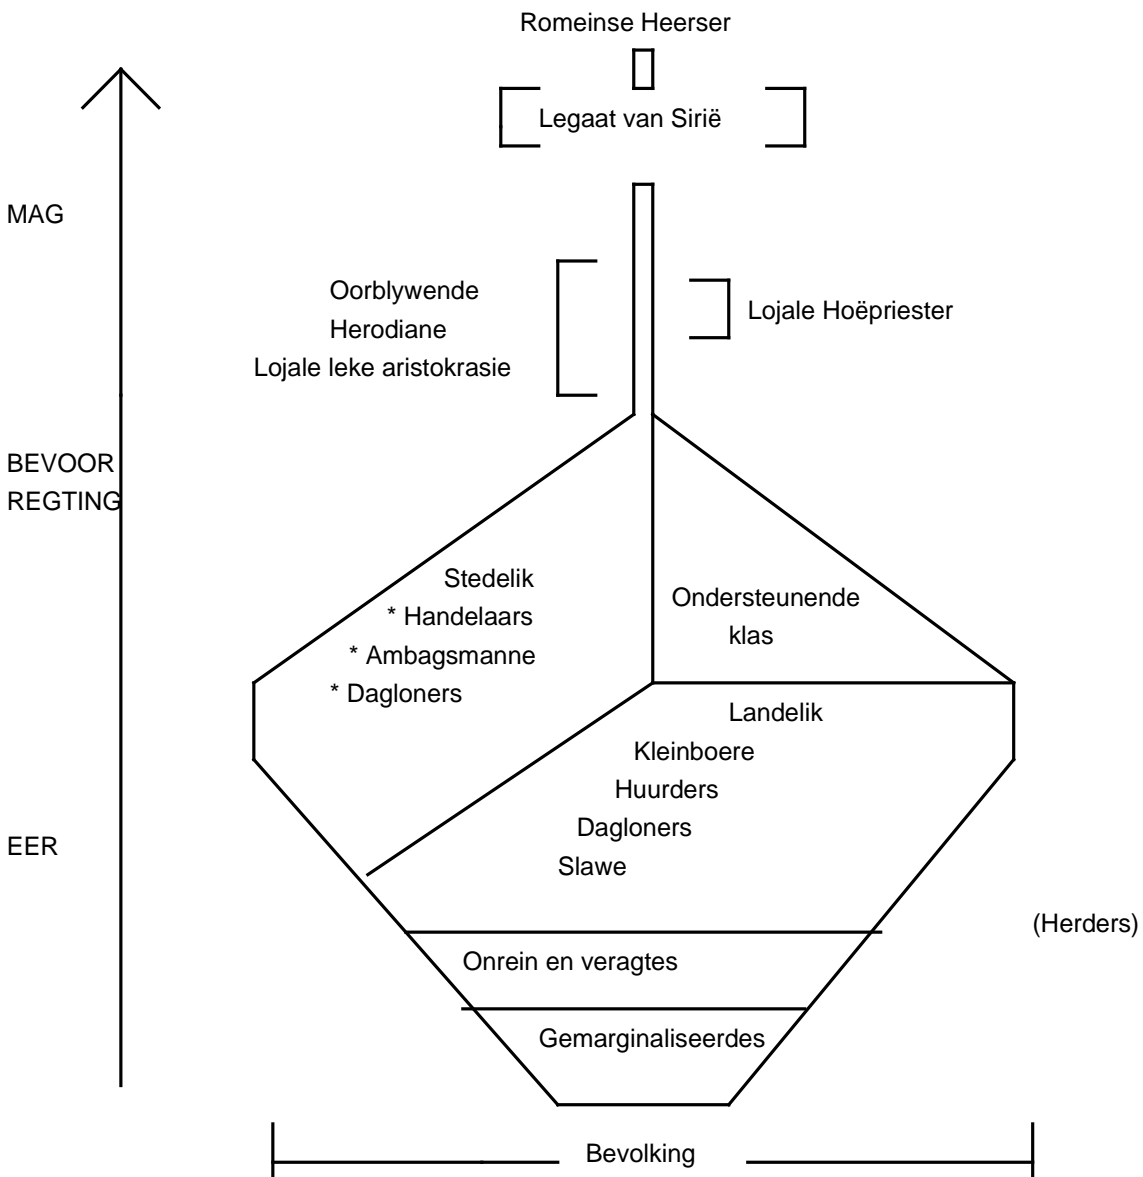 Romeinse Heerser
Legaat van Sirië
MAG
Oorblywende
Herodiane
Lojale leke aristokrasie
Lojale Hoëpriester
BEVOOR
REGTING
Stedelik
* Handelaars
* Ambagsmanne
* Dagloners
Ondersteunende
klas
Landelik
Kleinboere
Huurders
Dagloners
Slawe
EER
(Herders)
Onrein en veragtes
Gemarginaliseerdes
Bevolking